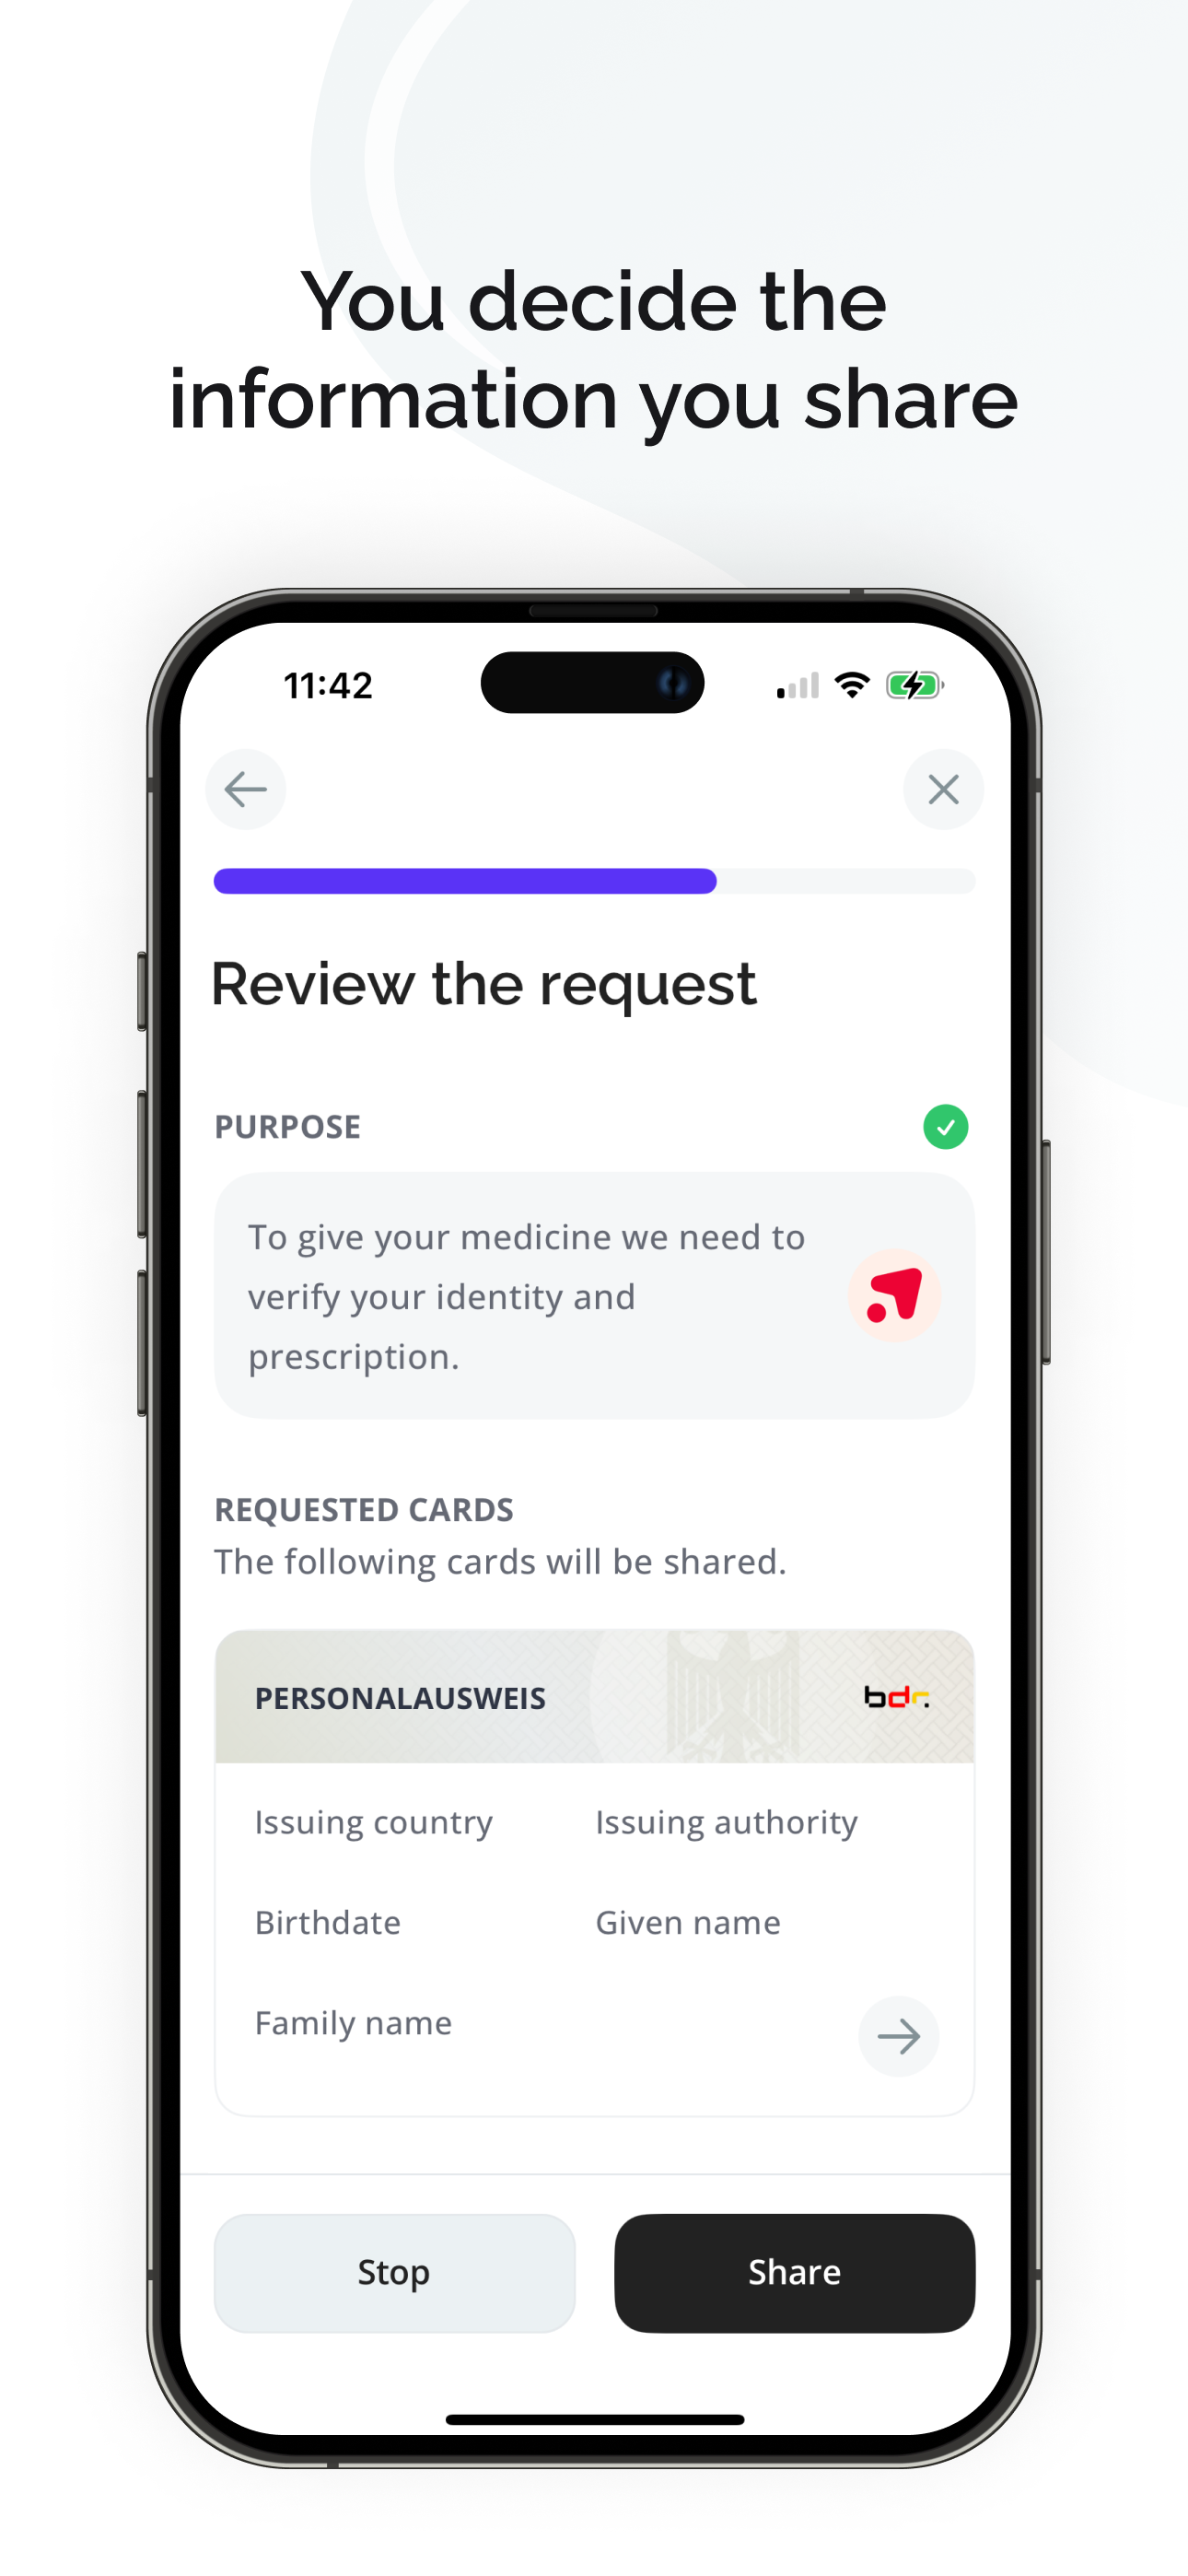 You decide the
information you share
11:42
Review the request
PURPOSE
To give your medicine we need to
verify your identity and
prescription.
REQUESTED CARDS
The following cards will be shared.
PERSONALAUSWEIS
bdr.
Issuing country
Issuing authority
Birthdate
Given name
Family name
Stop
Share